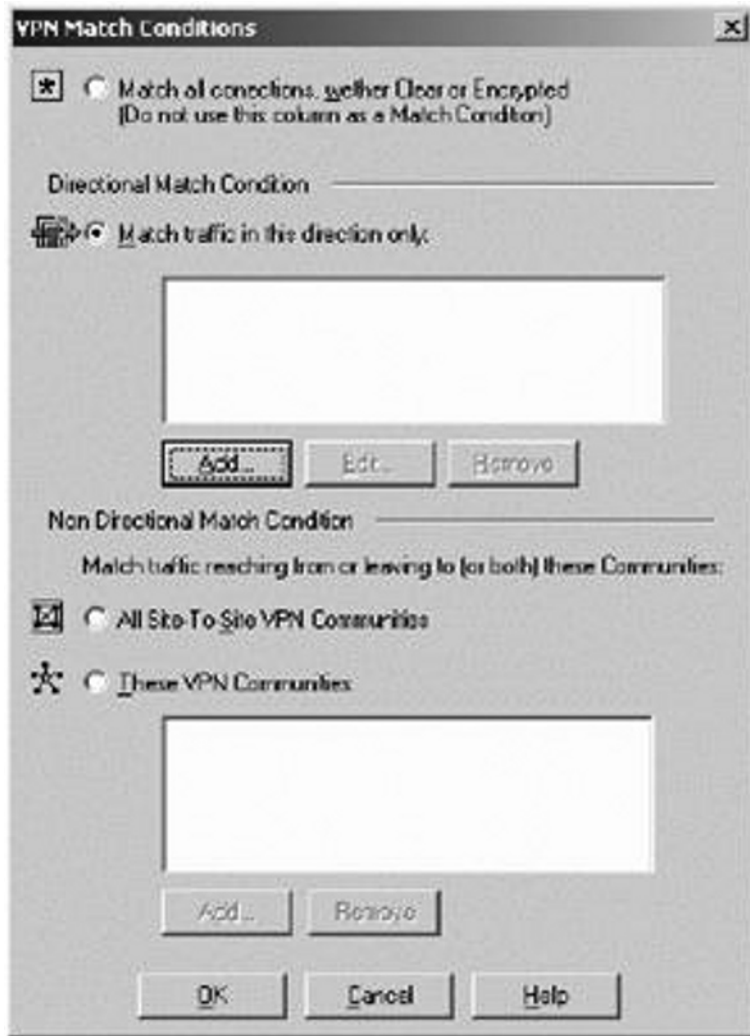 VPN Match Conditions
Match all conections, wether Clear or Encrypted
(Do not use this column as a Match Condition)
Directional Match Condition
Match traffic in this direction only:
Add...
Edit...
Remove
Non Directional Match Condition
Match traffic reaching from or leaving to (or both) these Communities:
All Site-To-Site VPN Communities
These VPN Communities
Add...
Remove
OK
Cancel
Help